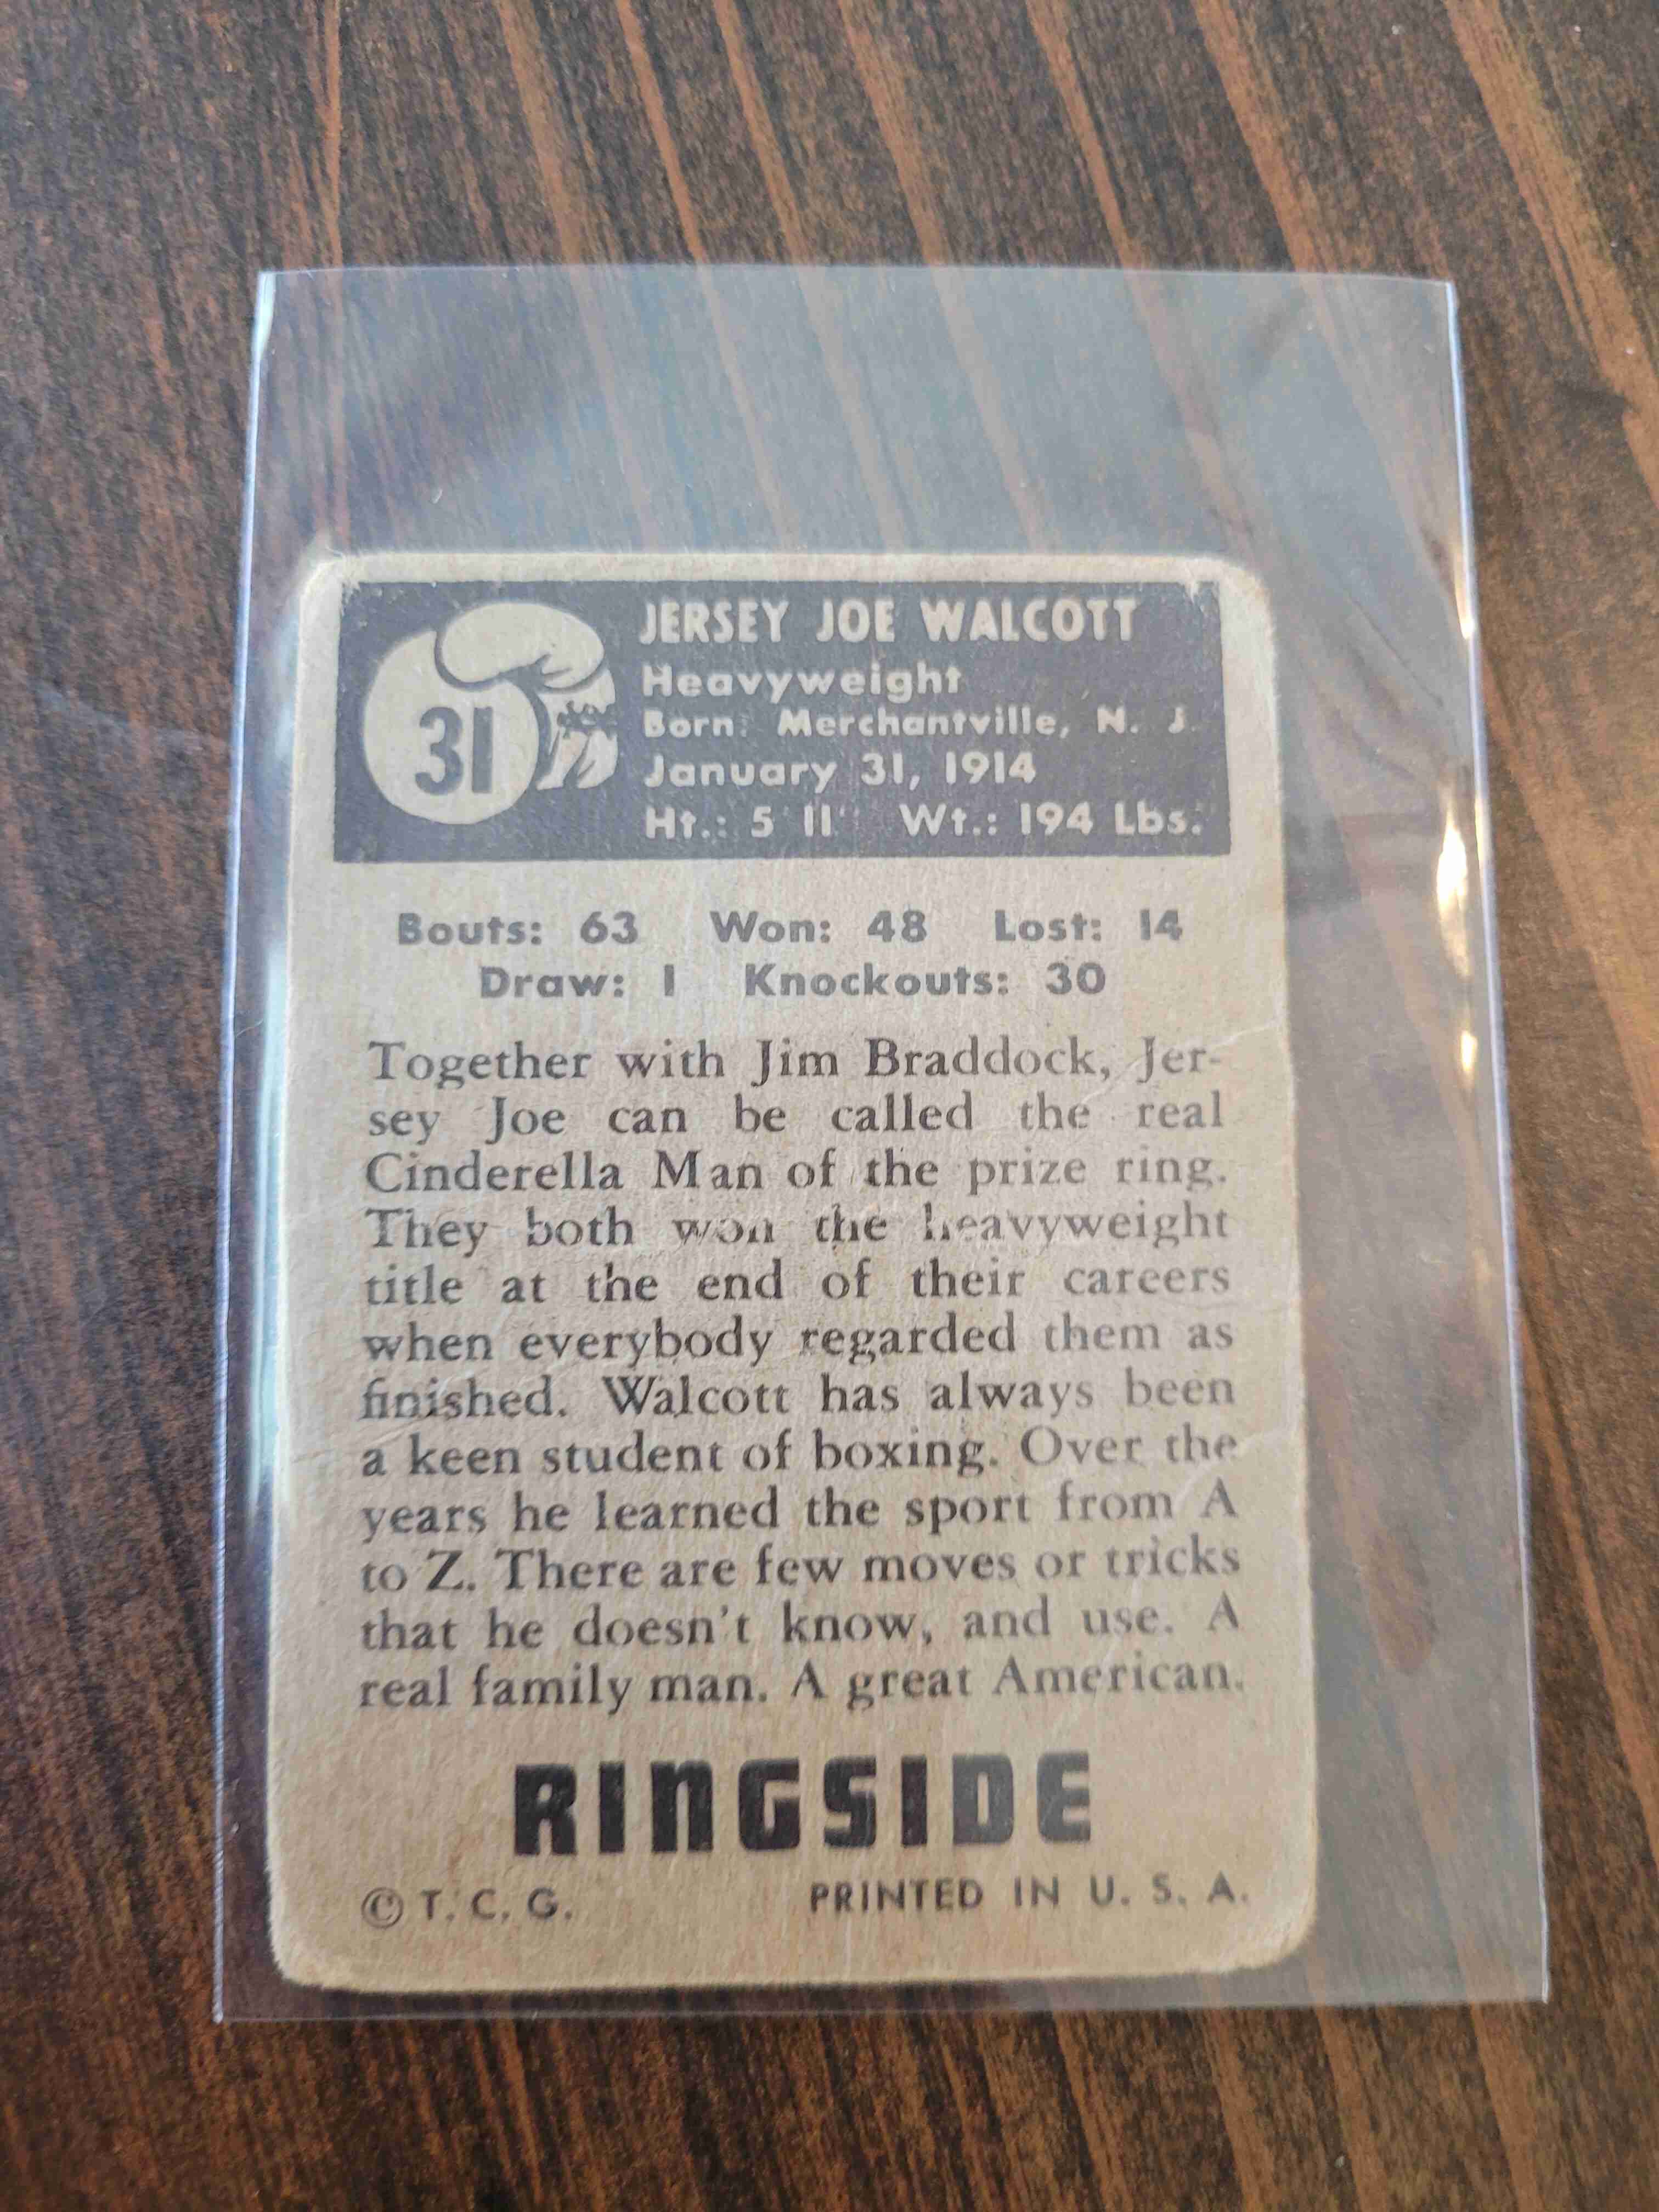 31
JERSEY JOE WALCOTT
Heavyweight
Born: Merchantville, N. J.
January 31, 1914
Ht.: 5' 11" Wt.: 194 Lbs.
Bouts: 63 Won: 48 Lost: 14
Draw: 1 Knockouts: 30
Together with Jim Braddock, Jer-
sey Joe can be called the real
Cinderella Man of the prize ring.
They both won the heavyweight
title at the end of their careers
when everybody regarded them as
finished. Walcott has always been
a keen student of boxing. Over the
years he learned the sport from A
to Z. There are few moves or tricks
that he doesn't know, and use. A
real family man. A great American.
RINGSIDE
© T. C. G. PRINTED IN U. S. A.